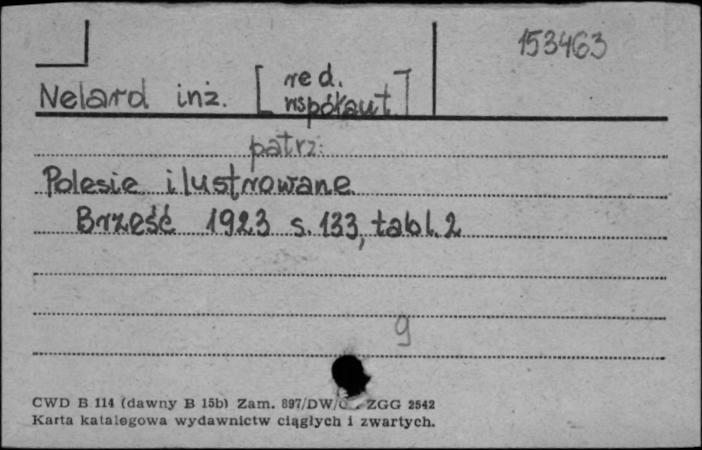 153463
Nelard inż. [red. współaut.]
patrz:
Polesie ilustrowane
Brześć 1923 s. 133, tabl. 2
9
CWD B 114 (dawny B 15b) Zam. 897/DW/ ZGG 2542
Karta katalogowa wydawnictw ciągłych i zwartych.